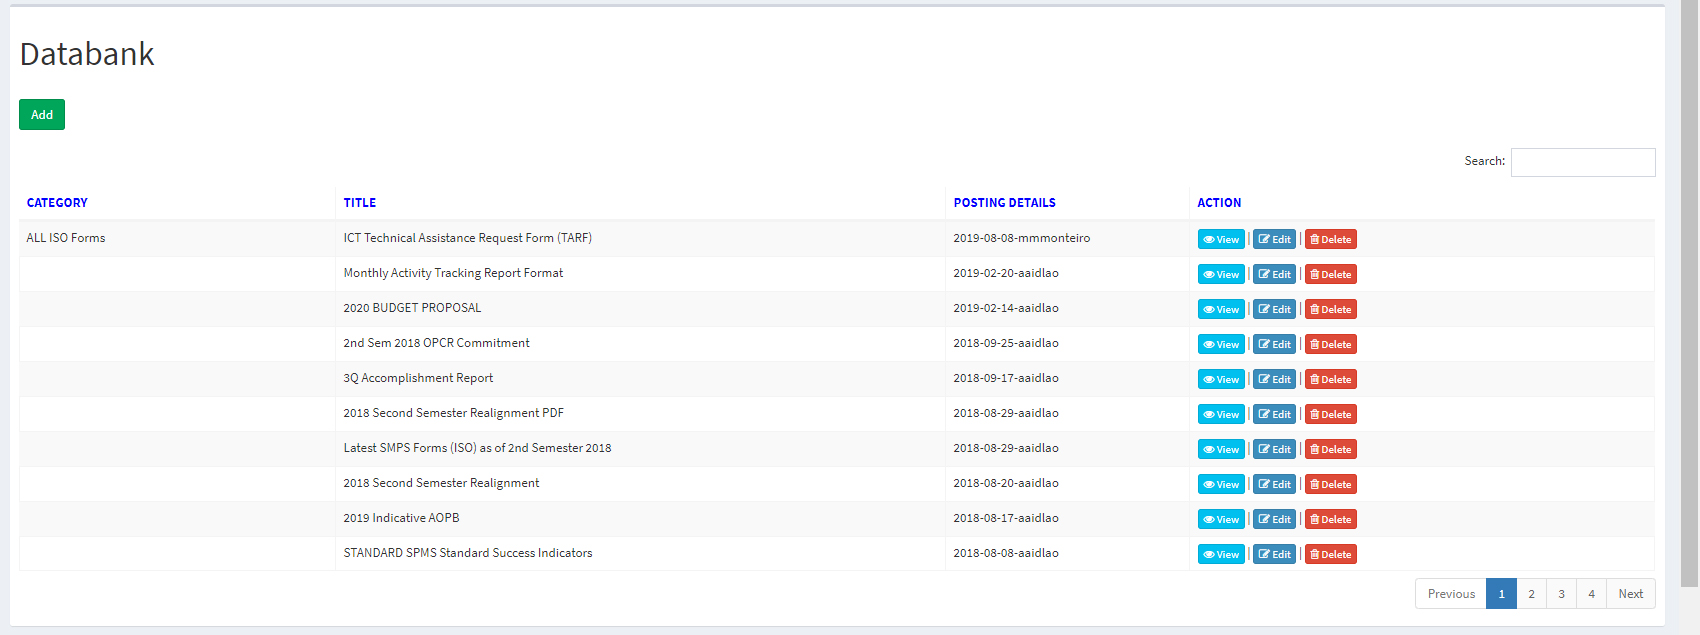 Databank
Add
Search:
CATEGORY TITLE POSTING DETAILS ACTION
ALL ISO Forms ICT Technical Assistance Request Form (TARF) 2019-08-08-mmmonteiro View | Edit | Delete
Monthly Activity Tracking Report Format 2019-02-20-aaidlao View | Edit | Delete
2020 BUDGET PROPOSAL 2019-02-14-aaidlao View | Edit | Delete
2nd Sem 2018 OPCR Commitment 2018-09-25-aaidlao View | Edit | Delete
3Q Accomplishment Report 2018-09-17-aaidlao View | Edit | Delete
2018 Second Semester Realignment PDF 2018-08-29-aaidlao View | Edit | Delete
Latest SMPS Forms (ISO) as of 2nd Semester 2018 2018-08-29-aaidlao View | Edit | Delete
2018 Second Semester Realignment 2018-08-20-aaidlao View | Edit | Delete
2019 Indicative AOPB 2018-08-17-aaidlao View | Edit | Delete
STANDARD SPMS Standard Success Indicators 2018-08-08-aaidlao View | Edit | Delete
Previous 1 2 3 4 Next